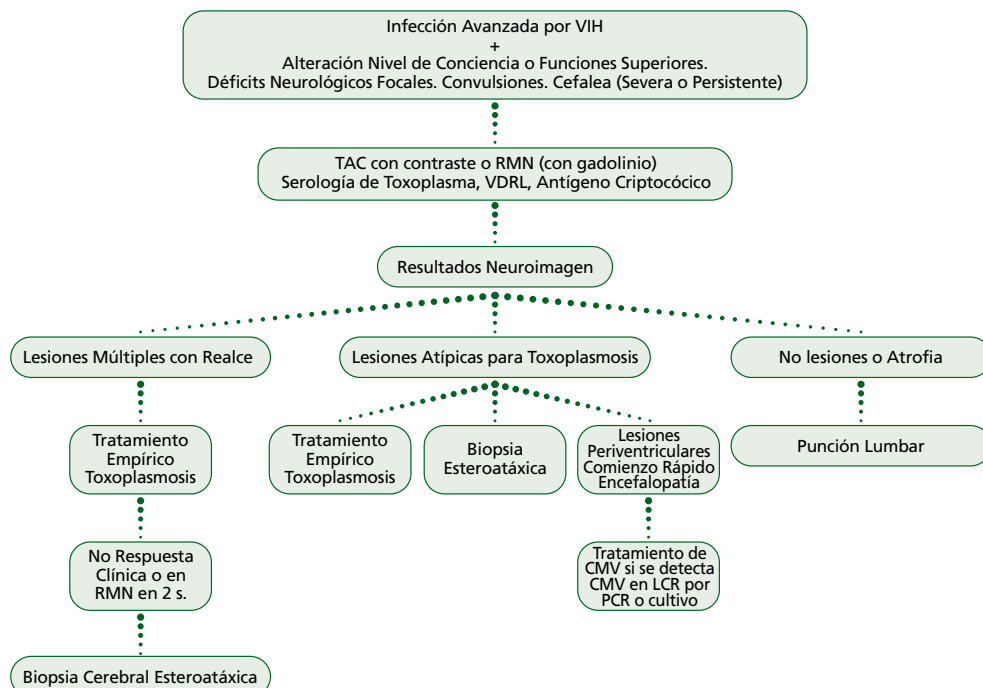 Infección Avanzada por VIH
+
Alteración Nivel de Conciencia o Funciones Superiores.
Déficits Neurológicos Focales. Convulsiones. Cefalea (Severa o Persistente)
TAC con contraste o RMN (con gadolinio)
Serología de Toxoplasma, VDRL, Antígeno Criptocócico
Resultados Neuroimagen
Lesiones Múltiples con Realce
Lesiones Atípicas para Toxoplasmosis
No lesiones o Atrofia
Tratamiento
Empírico
Toxoplasmosis
Tratamiento
Empírico
Toxoplasmosis
Biopsia
Esteroatáxica
Lesiones
Periventriculares
Comienzo Rápido
Encefalopatía
Punción Lumbar
No Respuesta
Clínica o en
RMN en 2 s.
Tratamiento de
CMV si se detecta
CMV en LCR por
PCR o cultivo
Biopsia Cerebral Esteroatáxica